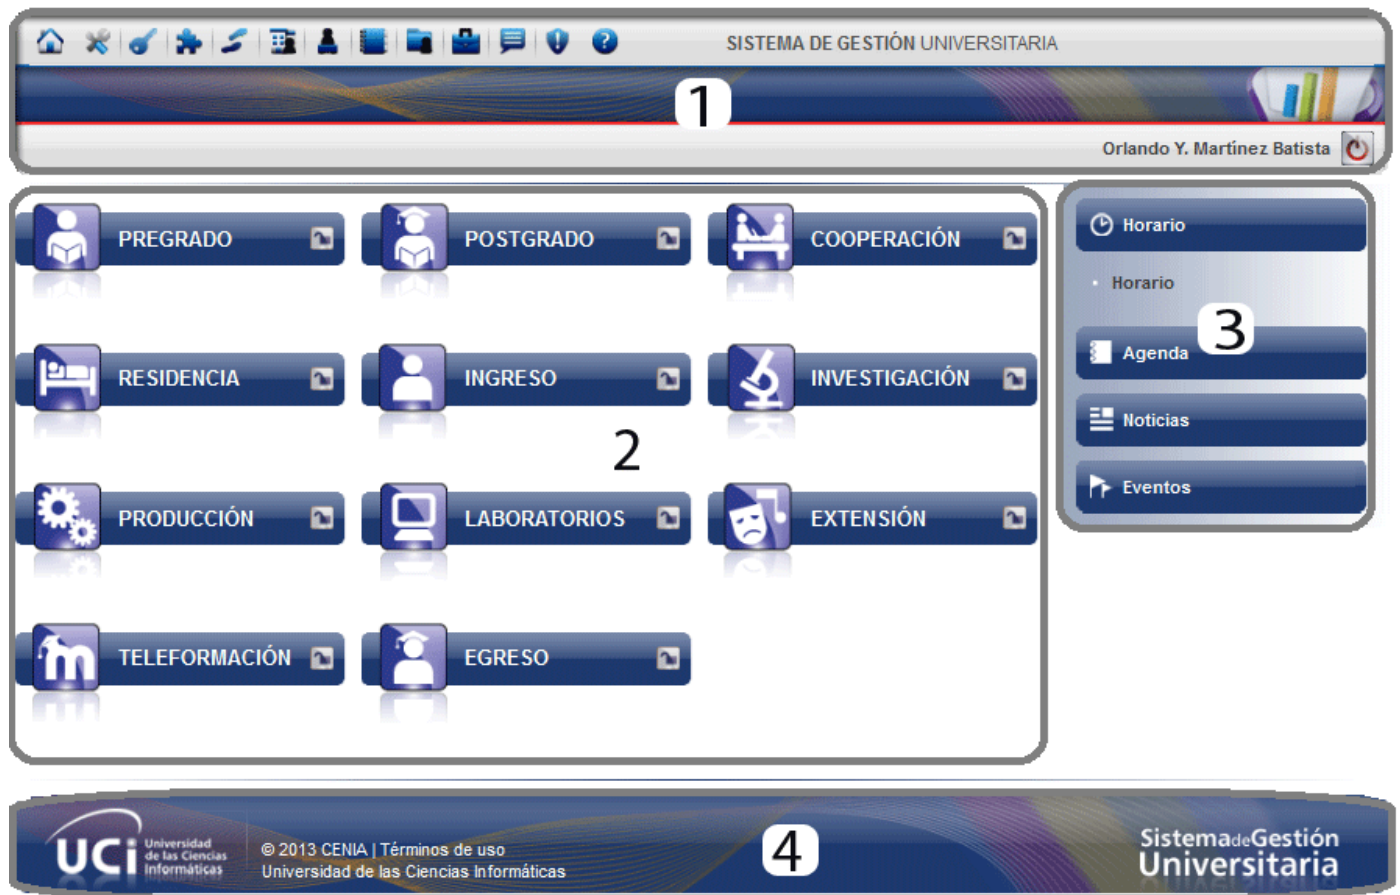 SISTEMA DE GESTIÓN UNIVERSITARIA
1
Orlando Y. Martínez Batista
PREGRADO
POSTGRADO
COOPERACIÓN
RESIDENCIA
INGRESO
INVESTIGACIÓN
2
PRODUCCIÓN
LABORATORIOS
EXTENSIÓN
TELEFORMACIÓN
EGRESO
Horario
Horario
3
Agenda
Noticias
Eventos
UCi
Universidad
de las Ciencias
Informáticas
© 2013 CENIA | Términos de uso
Universidad de las Ciencias Informáticas
4
SistemadeGestión
Universitaria